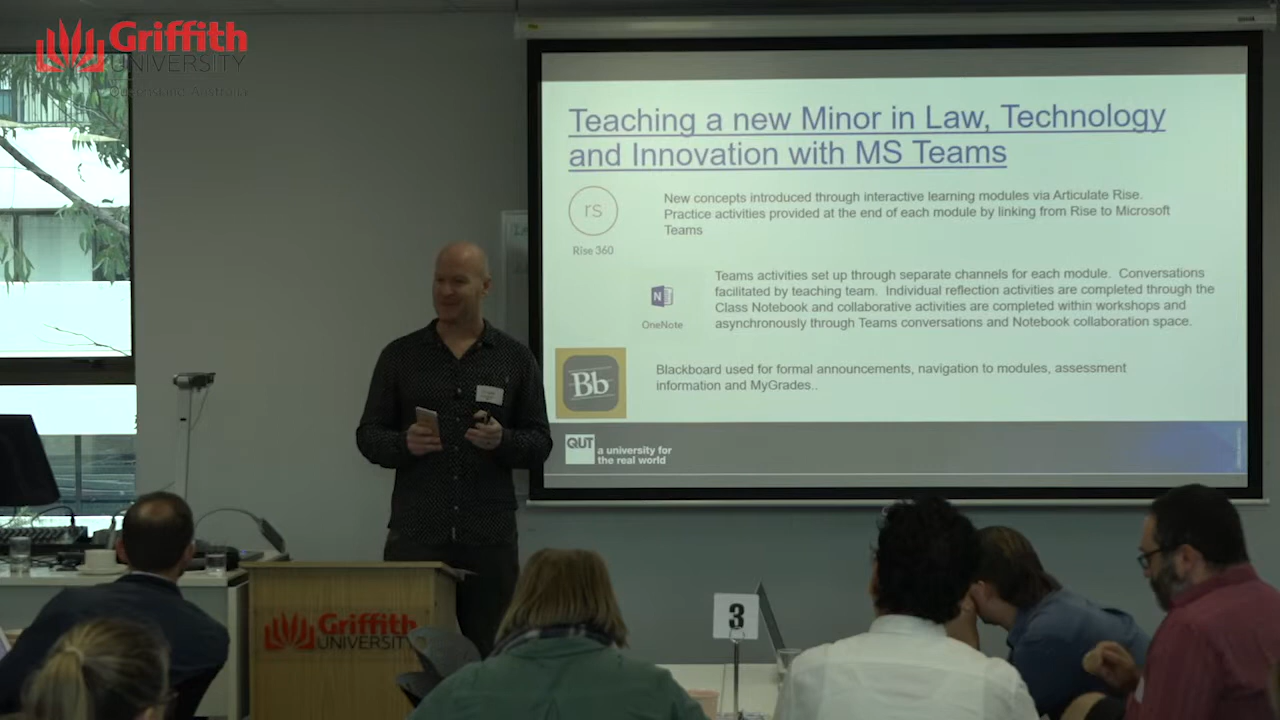 Griffith
UNIVERSITY
Queensland, Australia
Teaching a new Minor in Law, Technology
and Innovation with MS Teams
rs
Rise 360
New concepts introduced through interactive learning modules via Articulate Rise.
Practice activities provided at the end of each module by linking from Rise to Microsoft
Teams
N
OneNote
Teams activities set up through separate channels for each module. Conversations
facilitated by teaching team. Individual reflection activities are completed through the
Class Notebook and collaborative activities are completed within workshops and
asynchronously through Teams conversations and Notebook collaboration space.
Bb
Blackboard used for formal announcements, navigation to modules, assessment
information and MyGrades..
QUT
a university for
the real world
Griffith
UNIVERSITY
3